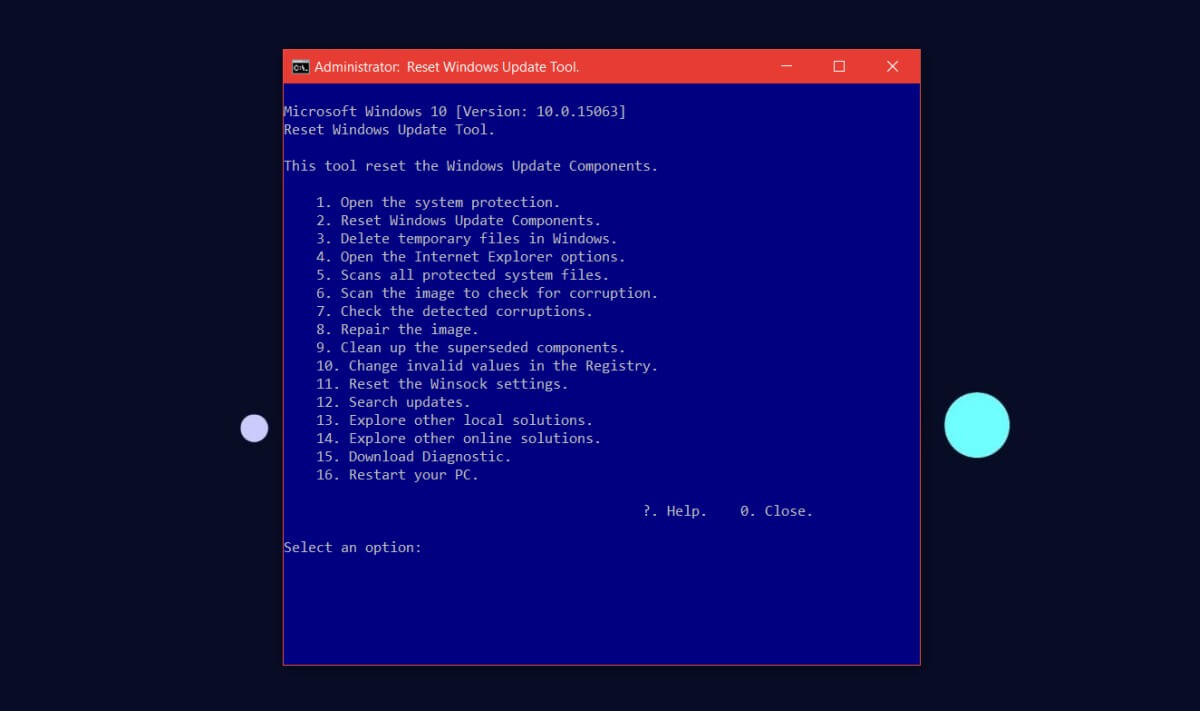 Administrator: Reset Windows Update Tool.
Microsoft Windows 10 [Version: 10.0.15063]
Reset Windows Update Tool.
This tool reset the Windows Update Components.
1. Open the system protection.
2. Reset Windows Update Components.
3. Delete temporary files in Windows.
4. Open the Internet Explorer options.
5. Scans all protected system files.
6. Scan the image to check for corruption.
7. Check the detected corruptions.
8. Repair the image.
9. Clean up the superseded components.
10. Change invalid values in the Registry.
11. Reset the Winsock settings.
12. Search updates.
13. Explore other local solutions.
14. Explore other online solutions.
15. Download Diagnostic.
16. Restart your PC.
?. Help. 0. Close.
Select an option: